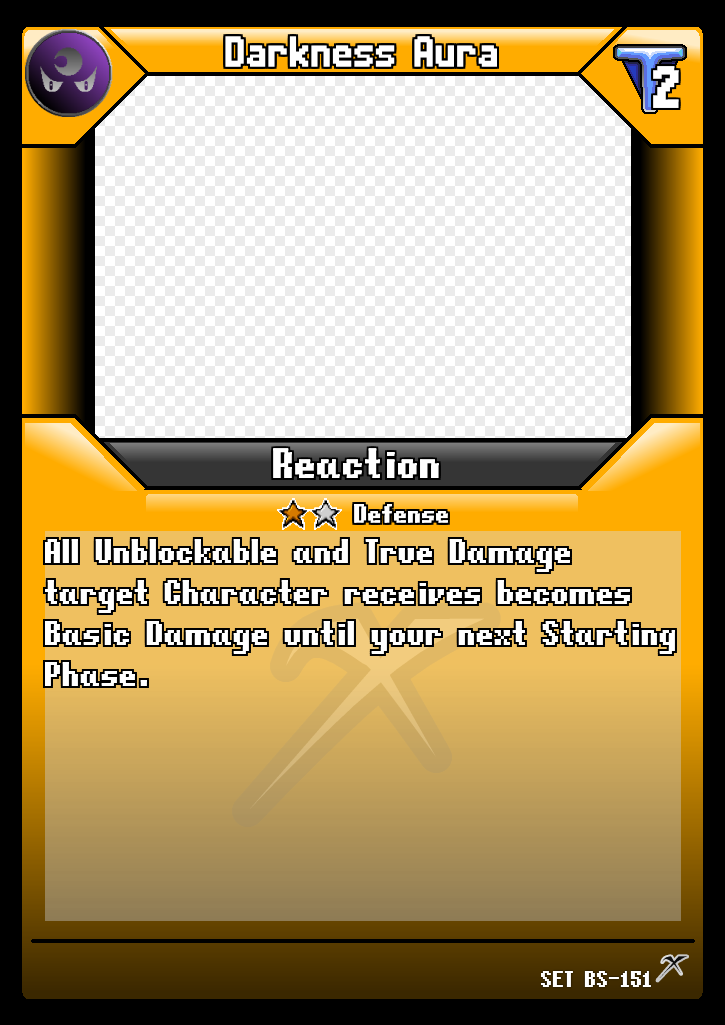 Darkness Aura
T2
Reaction
Defense
All Unblockable and True Damage
target Character receives becomes
Basic Damage until your next Starting
Phase.
SET BS-151